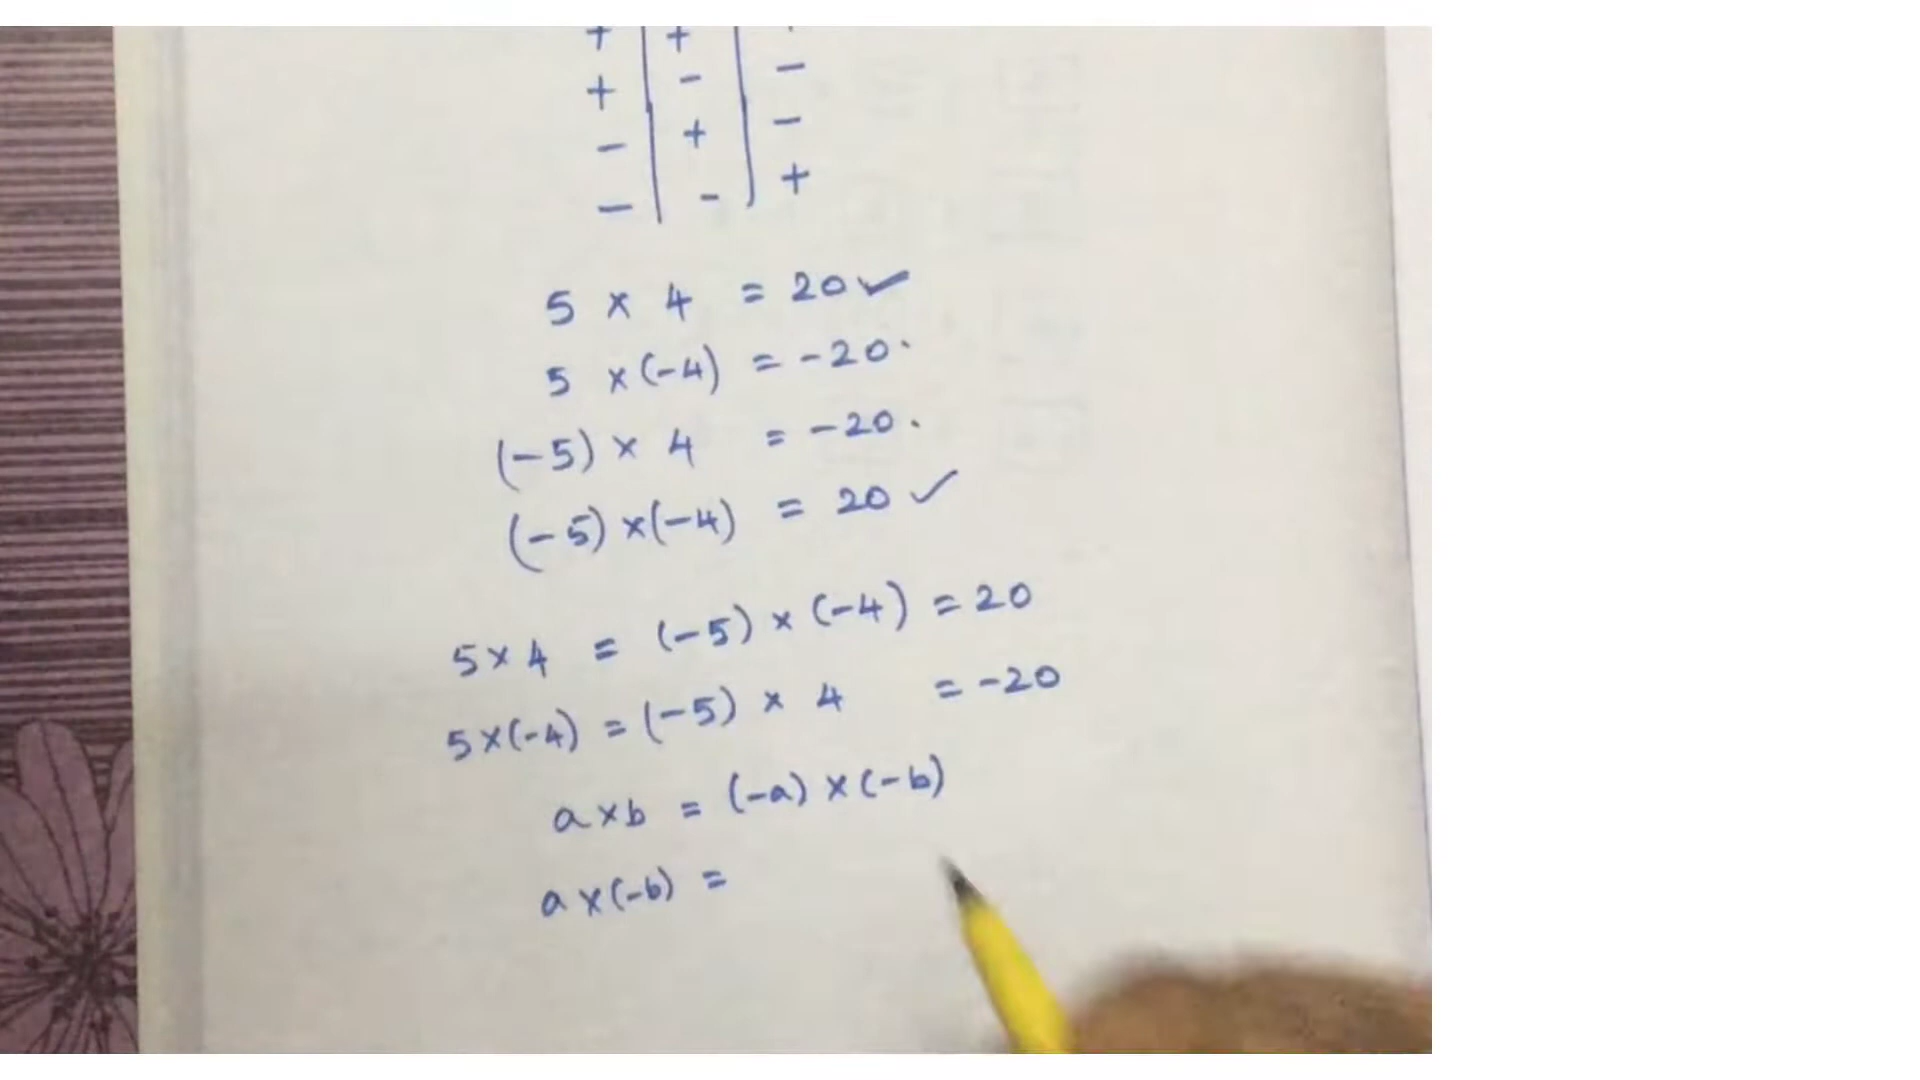 + | + |
+ | - | -
- | + | -
- | - | +
5 × 4 = 20 ✓
5 × (-4) = -20.
(-5) × 4 = -20.
(-5) × (-4) = 20 ✓
5 × 4 = (-5) × (-4) = 20
5 × (-4) = (-5) × 4 = -20
a × b = (-a) × (-b)
a × (-b) =